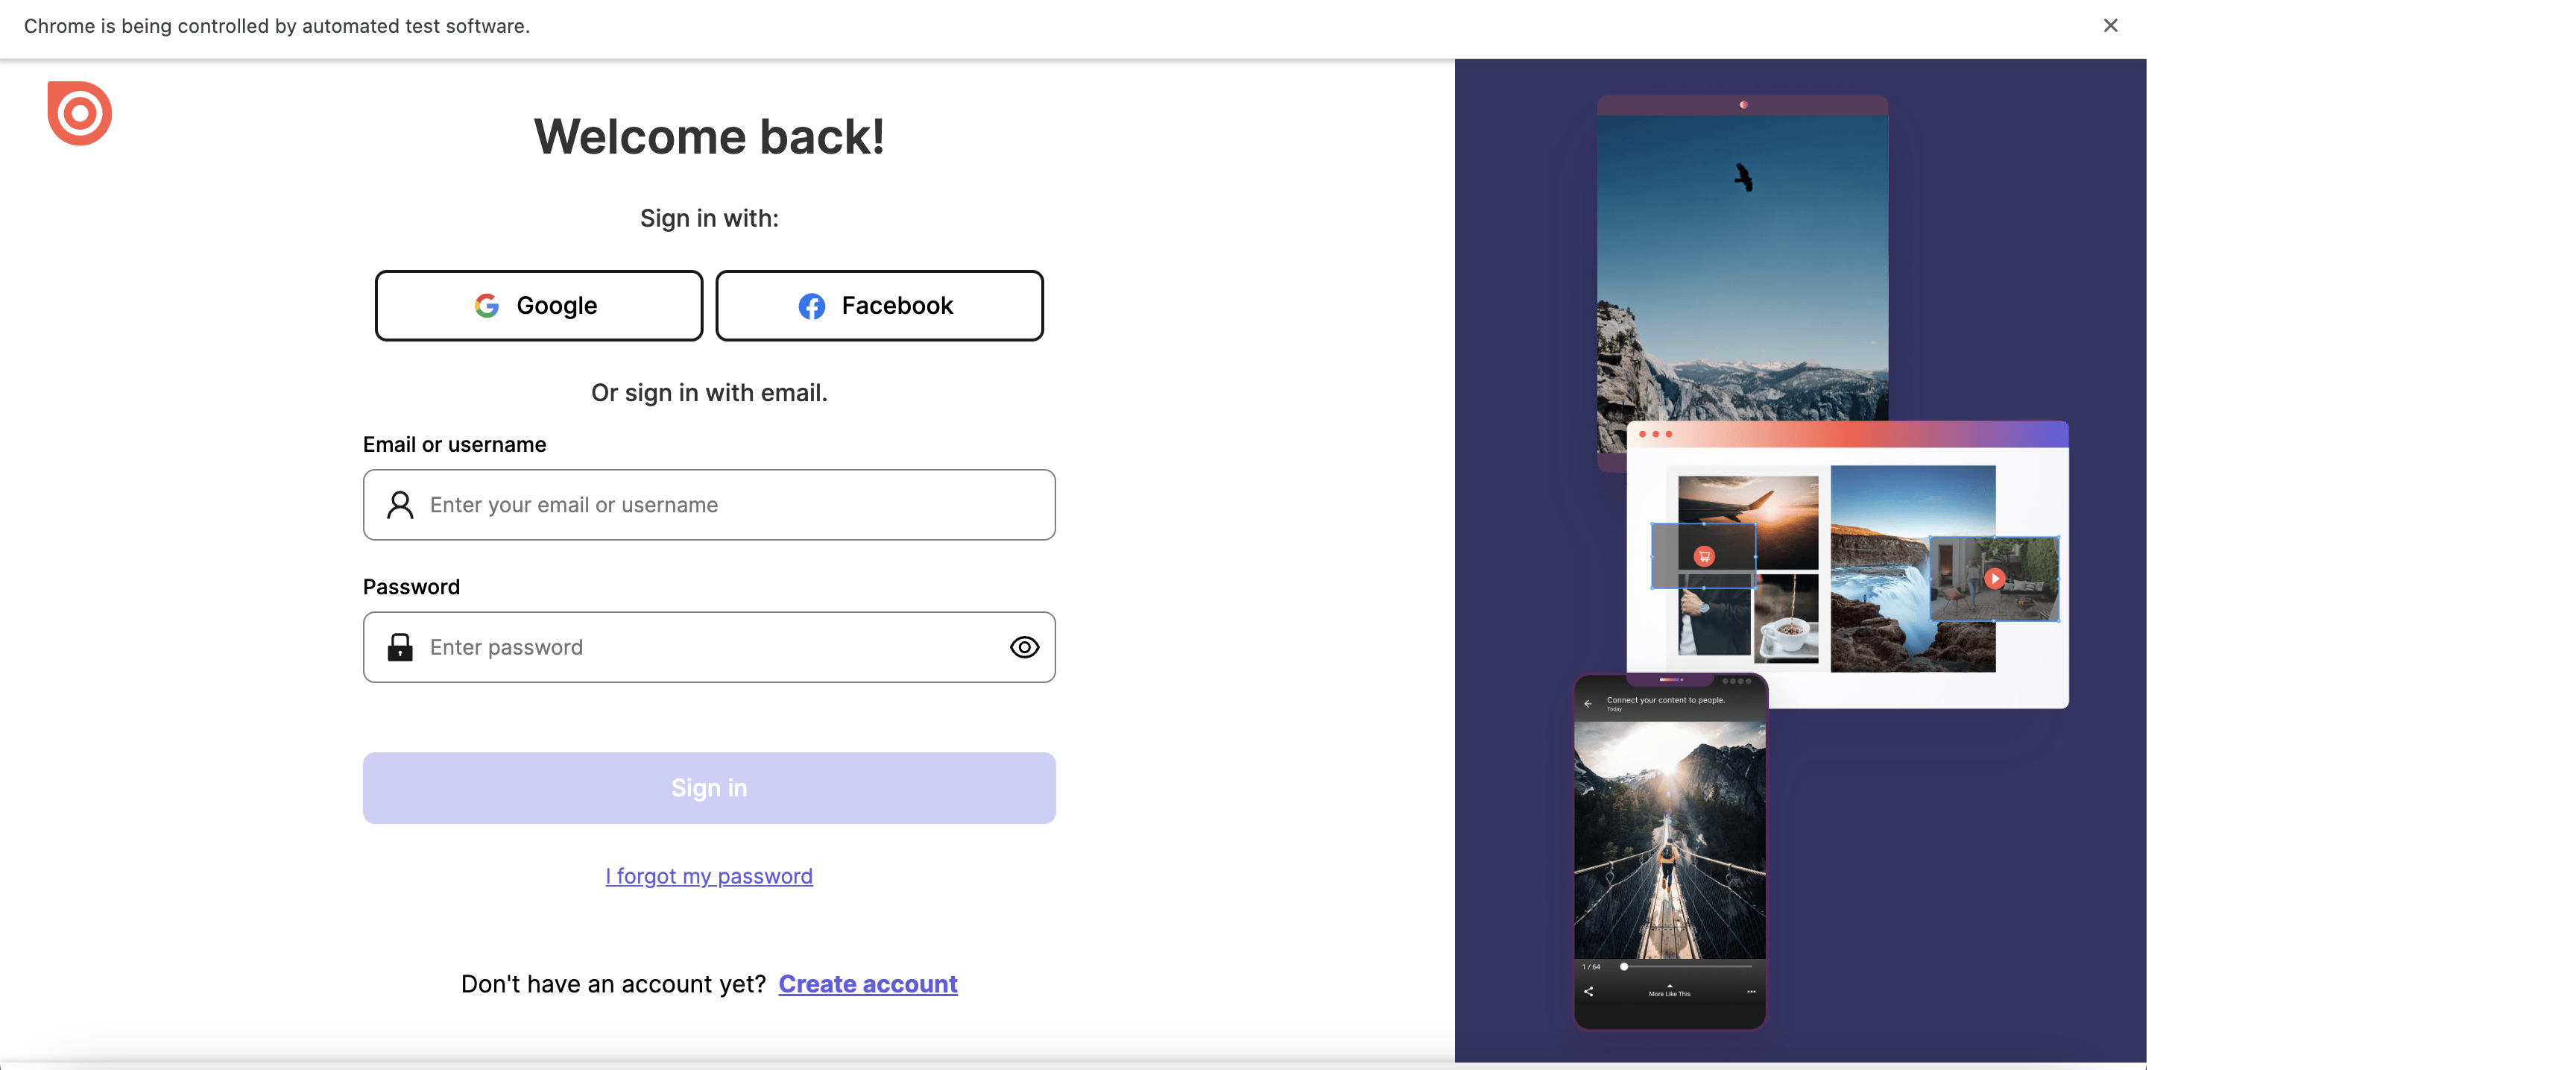 Chrome is being controlled by automated test software.
Welcome back!
Sign in with:
Google
Facebook
Or sign in with email.
Email or username
Enter your email or username
Password
Enter password
Sign in
I forgot my password
Don't have an account yet? Create account
Connect your content to people.
Today
1 / 64
More Like This